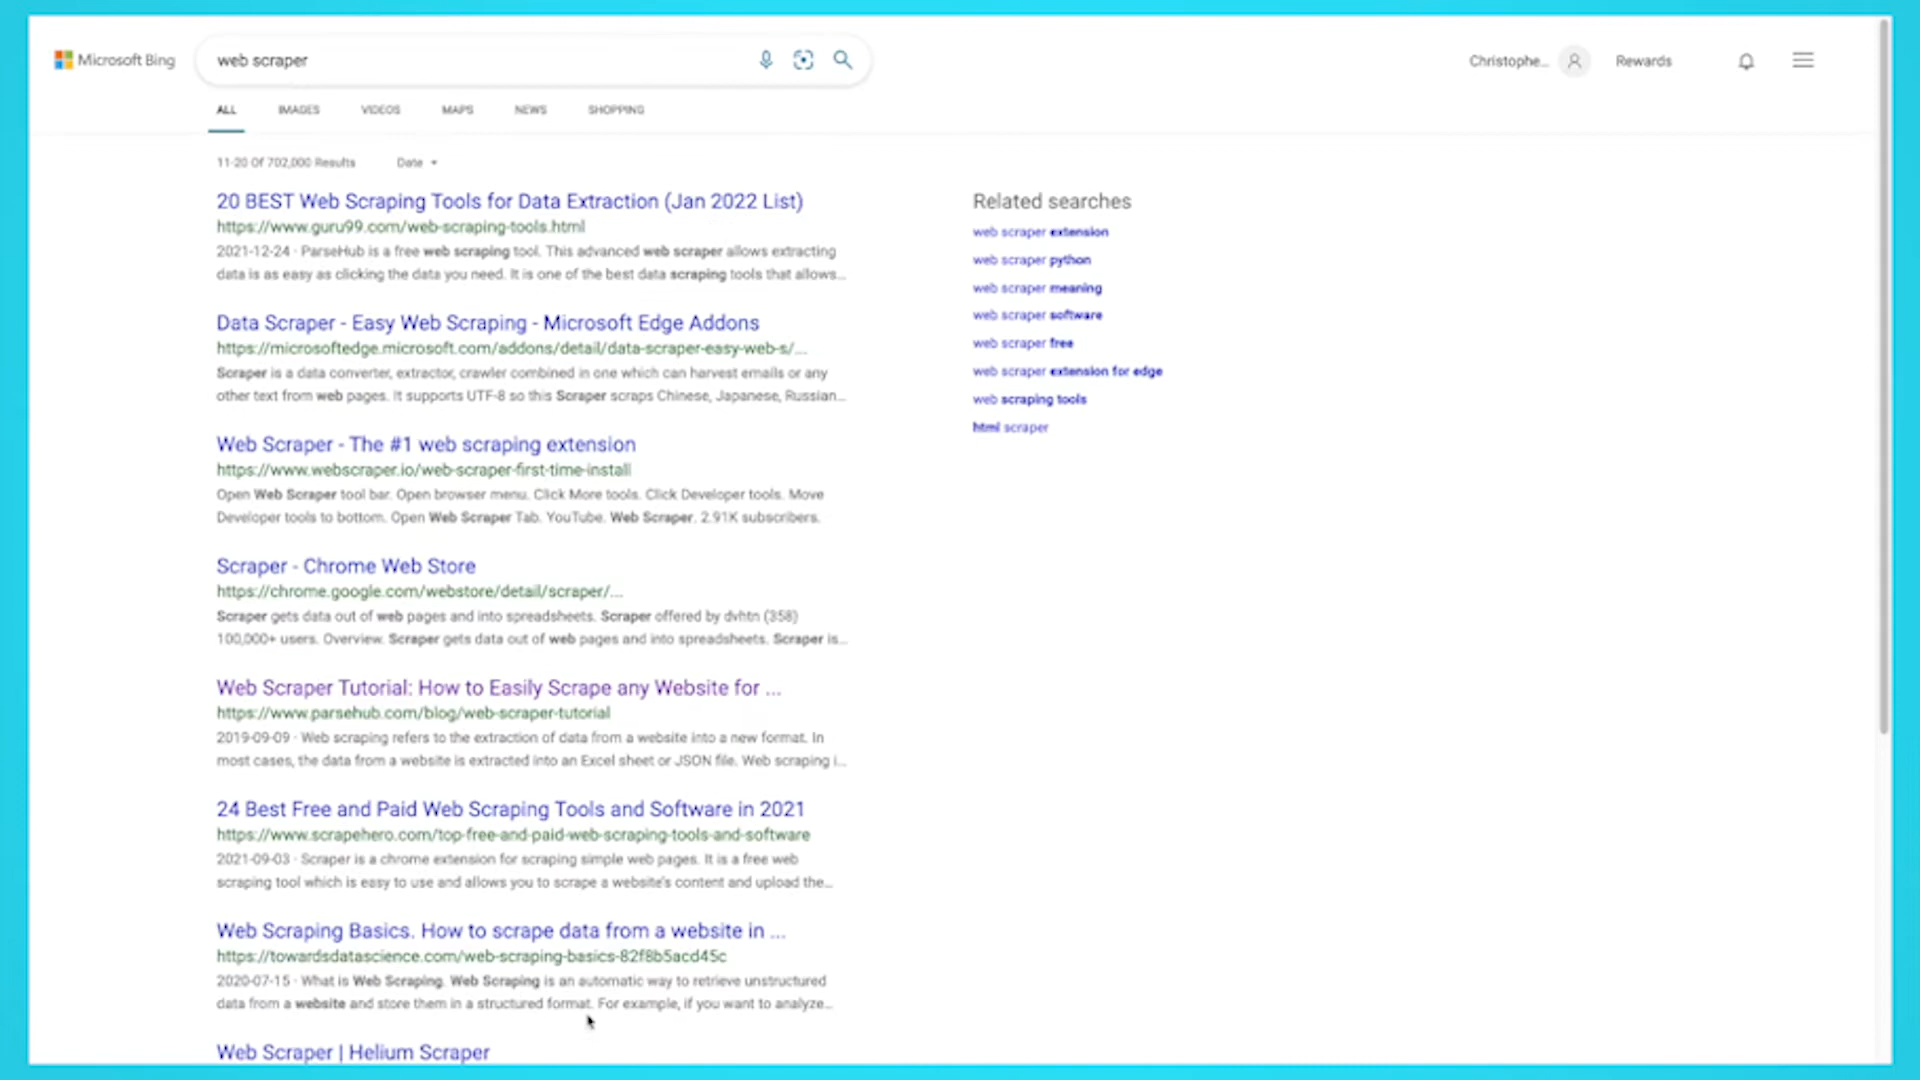 Microsoft Bing
web scraper
Christophe...
Rewards
ALL IMAGES VIDEOS MAPS NEWS SHOPPING
11-20 Of 702,000 Results Date
20 BEST Web Scraping Tools for Data Extraction (Jan 2022 List)
https://www.guru99.com/web-scraping-tools.html
2021-12-24 · ParseHub is a free web scraping tool. This advanced web scraper allows extracting
data is as easy as clicking the data you need. It is one of the best data scraping tools that allows...
Data Scraper - Easy Web Scraping - Microsoft Edge Addons
https://microsoftedge.microsoft.com/addons/detail/data-scraper-easy-web-s/...
Scraper is a data converter, extractor, crawler combined in one which can harvest emails or any
other text from web pages. It supports UTF-8 so this Scraper scraps Chinese, Japanese, Russian...
Web Scraper - The #1 web scraping extension
https://www.webscraper.io/web-scraper-first-time-install
Open Web Scraper tool bar. Open browser menu. Click More tools. Click Developer tools. Move
Developer tools to bottom. Open Web Scraper Tab. YouTube. Web Scraper. 2.91K subscribers.
Scraper - Chrome Web Store
https://chrome.google.com/webstore/detail/scraper/...
Scraper gets data out of web pages and into spreadsheets. Scraper offered by dvhtn (358)
100,000+ users. Overview. Scraper gets data out of web pages and into spreadsheets. Scraper is...
Web Scraper Tutorial: How to Easily Scrape any Website for ...
https://www.parsehub.com/blog/web-scraper-tutorial
2019-09-09 · Web scraping refers to the extraction of data from a website into a new format. In
most cases, the data from a website is extracted into an Excel sheet or JSON file. Web scraping i...
24 Best Free and Paid Web Scraping Tools and Software in 2021
https://www.scrapehero.com/top-free-and-paid-web-scraping-tools-and-software
2021-09-03 · Scraper is a chrome extension for scraping simple web pages. It is a free web
scraping tool which is easy to use and allows you to scrape a website's content and upload the...
Web Scraping Basics. How to scrape data from a website in ...
https://towardsdatascience.com/web-scraping-basics-82f8b5acd45c
2020-07-15 · What is Web Scraping. Web Scraping is an automatic way to retrieve unstructured
data from a website and store them in a structured format. For example, if you want to analyze...
Web Scraper | Helium Scraper
Related searches
web scraper extension
web scraper python
web scraper meaning
web scraper software
web scraper free
web scraper extension for edge
web scraping tools
html scraper